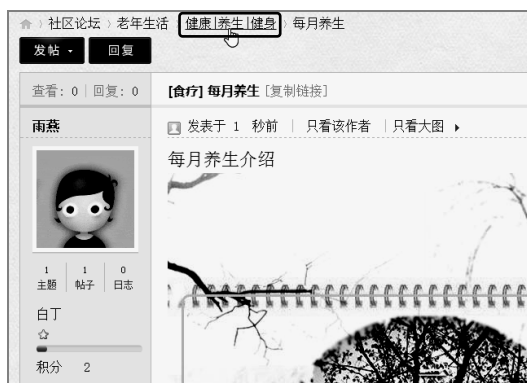 社区论坛 › 老年生活 › 健康|养生|健身 › 每月养生
发帖 回复
查看: 0 | 回复: 0
[食疗] 每月养生 [复制链接]
雨燕
发表于 1 秒前 | 只看该作者 | 只看大图
每月养生介绍
1 1 0
主题 帖子 日志
白丁
积分 2